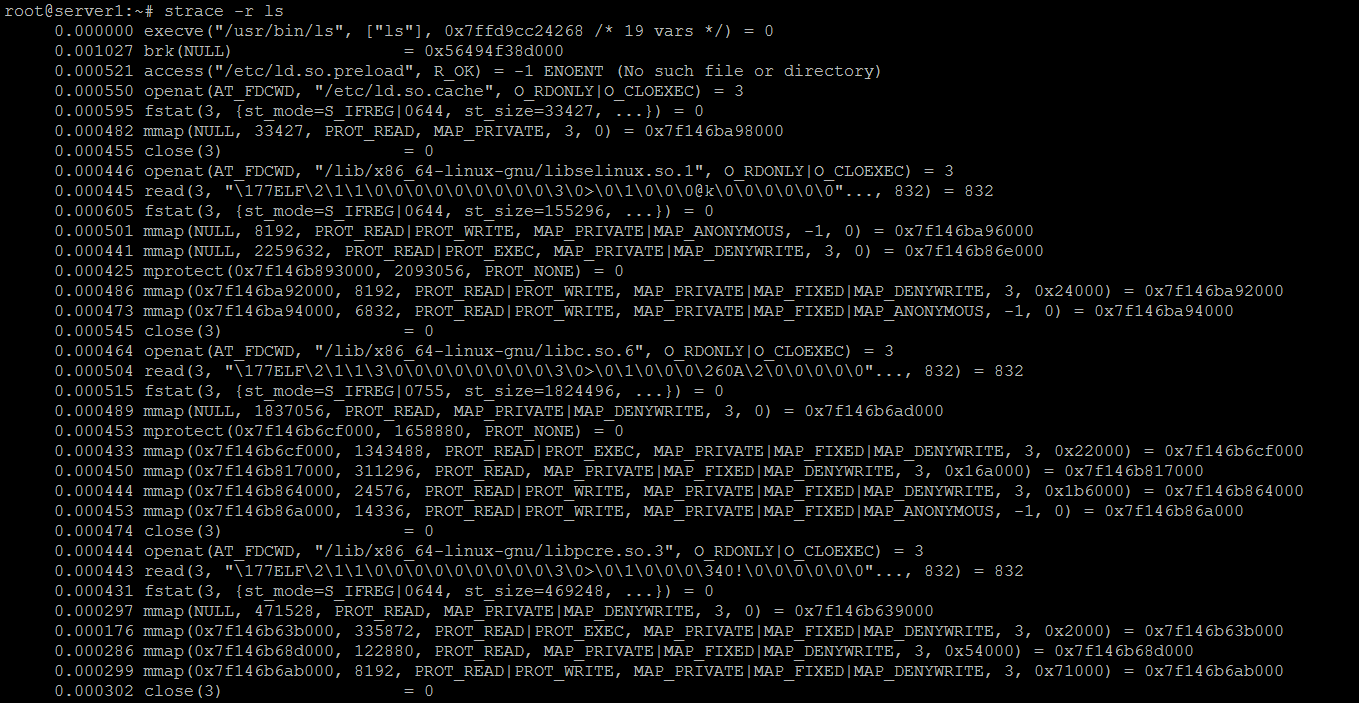 root@server1:~# strace -r ls
     0.000000 execve("/usr/bin/ls", ["ls"], 0x7ffd9cc24268 /* 19 vars */) = 0
     0.001027 brk(NULL)                 = 0x56494f38d000
     0.000521 access("/etc/ld.so.preload", R_OK) = -1 ENOENT (No such file or directory)
     0.000550 openat(AT_FDCWD, "/etc/ld.so.cache", O_RDONLY|O_CLOEXEC) = 3
     0.000595 fstat(3, {st_mode=S_IFREG|0644, st_size=33427, ...}) = 0
     0.000482 mmap(NULL, 33427, PROT_READ, MAP_PRIVATE, 3, 0) = 0x7f146ba98000
     0.000455 close(3)                  = 0
     0.000446 openat(AT_FDCWD, "/lib/x86_64-linux-gnu/libselinux.so.1", O_RDONLY|O_CLOEXEC) = 3
     0.000445 read(3, "\177ELF\2\1\1\0\0\0\0\0\0\0\0\0\3\0>\0\1\0\0\0@k\0\0\0\0\0\0"..., 832) = 832
     0.000605 fstat(3, {st_mode=S_IFREG|0644, st_size=155296, ...}) = 0
     0.000501 mmap(NULL, 8192, PROT_READ|PROT_WRITE, MAP_PRIVATE|MAP_ANONYMOUS, -1, 0) = 0x7f146ba96000
     0.000441 mmap(NULL, 2259632, PROT_READ|PROT_EXEC, MAP_PRIVATE|MAP_DENYWRITE, 3, 0) = 0x7f146b86e000
     0.000425 mprotect(0x7f146b893000, 2093056, PROT_NONE) = 0
     0.000486 mmap(0x7f146ba92000, 8192, PROT_READ|PROT_WRITE, MAP_PRIVATE|MAP_FIXED|MAP_DENYWRITE, 3, 0x24000) = 0x7f146ba92000
     0.000473 mmap(0x7f146ba94000, 6832, PROT_READ|PROT_WRITE, MAP_PRIVATE|MAP_FIXED|MAP_ANONYMOUS, -1, 0) = 0x7f146ba94000
     0.000545 close(3)                  = 0
     0.000464 openat(AT_FDCWD, "/lib/x86_64-linux-gnu/libc.so.6", O_RDONLY|O_CLOEXEC) = 3
     0.000504 read(3, "\177ELF\2\1\1\3\0\0\0\0\0\0\0\0\3\0>\0\1\0\0\0\260A\2\0\0\0\0\0"..., 832) = 832
     0.000515 fstat(3, {st_mode=S_IFREG|0755, st_size=1824496, ...}) = 0
     0.000489 mmap(NULL, 1837056, PROT_READ, MAP_PRIVATE|MAP_DENYWRITE, 3, 0) = 0x7f146b6ad000
     0.000453 mprotect(0x7f146b6cf000, 1658880, PROT_NONE) = 0
     0.000433 mmap(0x7f146b6cf000, 1343488, PROT_READ|PROT_EXEC, MAP_PRIVATE|MAP_FIXED|MAP_DENYWRITE, 3, 0x22000) = 0x7f146b6cf000
     0.000450 mmap(0x7f146b817000, 311296, PROT_READ, MAP_PRIVATE|MAP_FIXED|MAP_DENYWRITE, 3, 0x16a000) = 0x7f146b817000
     0.000444 mmap(0x7f146b864000, 24576, PROT_READ|PROT_WRITE, MAP_PRIVATE|MAP_FIXED|MAP_DENYWRITE, 3, 0x1b6000) = 0x7f146b864000
     0.000453 mmap(0x7f146b86a000, 14336, PROT_READ|PROT_WRITE, MAP_PRIVATE|MAP_FIXED|MAP_ANONYMOUS, -1, 0) = 0x7f146b86a000
     0.000474 close(3)                  = 0
     0.000444 openat(AT_FDCWD, "/lib/x86_64-linux-gnu/libpcre.so.3", O_RDONLY|O_CLOEXEC) = 3
     0.000443 read(3, "\177ELF\2\1\1\0\0\0\0\0\0\0\0\0\3\0>\0\1\0\0\0\340!\0\0\0\0\0\0"..., 832) = 832
     0.000431 fstat(3, {st_mode=S_IFREG|0644, st_size=469248, ...}) = 0
     0.000297 mmap(NULL, 471528, PROT_READ, MAP_PRIVATE|MAP_DENYWRITE, 3, 0) = 0x7f146b639000
     0.000176 mmap(0x7f146b63b000, 335872, PROT_READ|PROT_EXEC, MAP_PRIVATE|MAP_FIXED|MAP_DENYWRITE, 3, 0x2000) = 0x7f146b63b000
     0.000286 mmap(0x7f146b68d000, 122880, PROT_READ, MAP_PRIVATE|MAP_FIXED|MAP_DENYWRITE, 3, 0x54000) = 0x7f146b68d000
     0.000299 mmap(0x7f146b6ab000, 8192, PROT_READ|PROT_WRITE, MAP_PRIVATE|MAP_FIXED|MAP_DENYWRITE, 3, 0x71000) = 0x7f146b6ab000
     0.000302 close(3)                  = 0